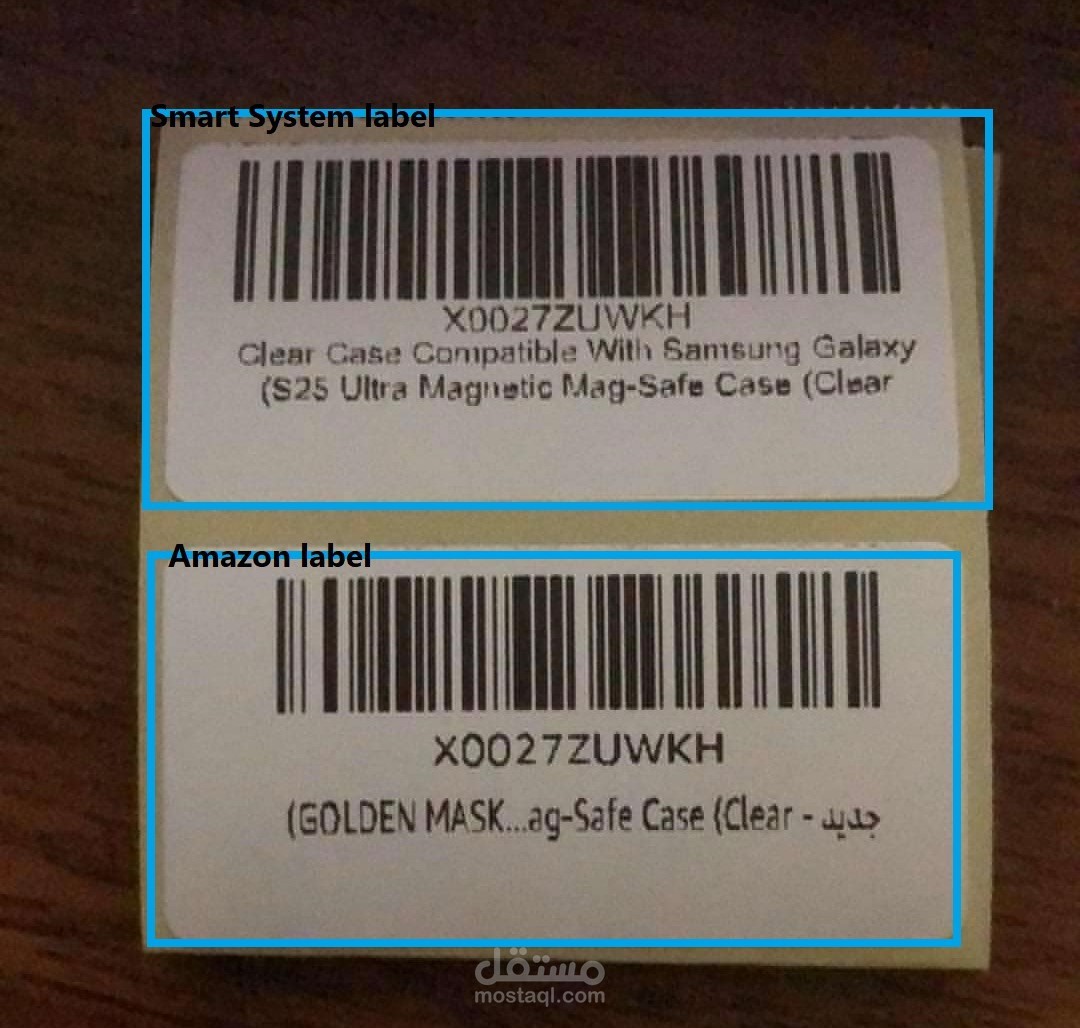 Smart System label
X0027ZUWKH
Clear Case Compatible With Samsung Galaxy
(S25 Ultra Magnetic Mag-Safe Case (Clear
Amazon label
X0027ZUWKH
(GOLDEN MASK...ag-Safe Case (Clear - جديد
مستقل
mostaql.com